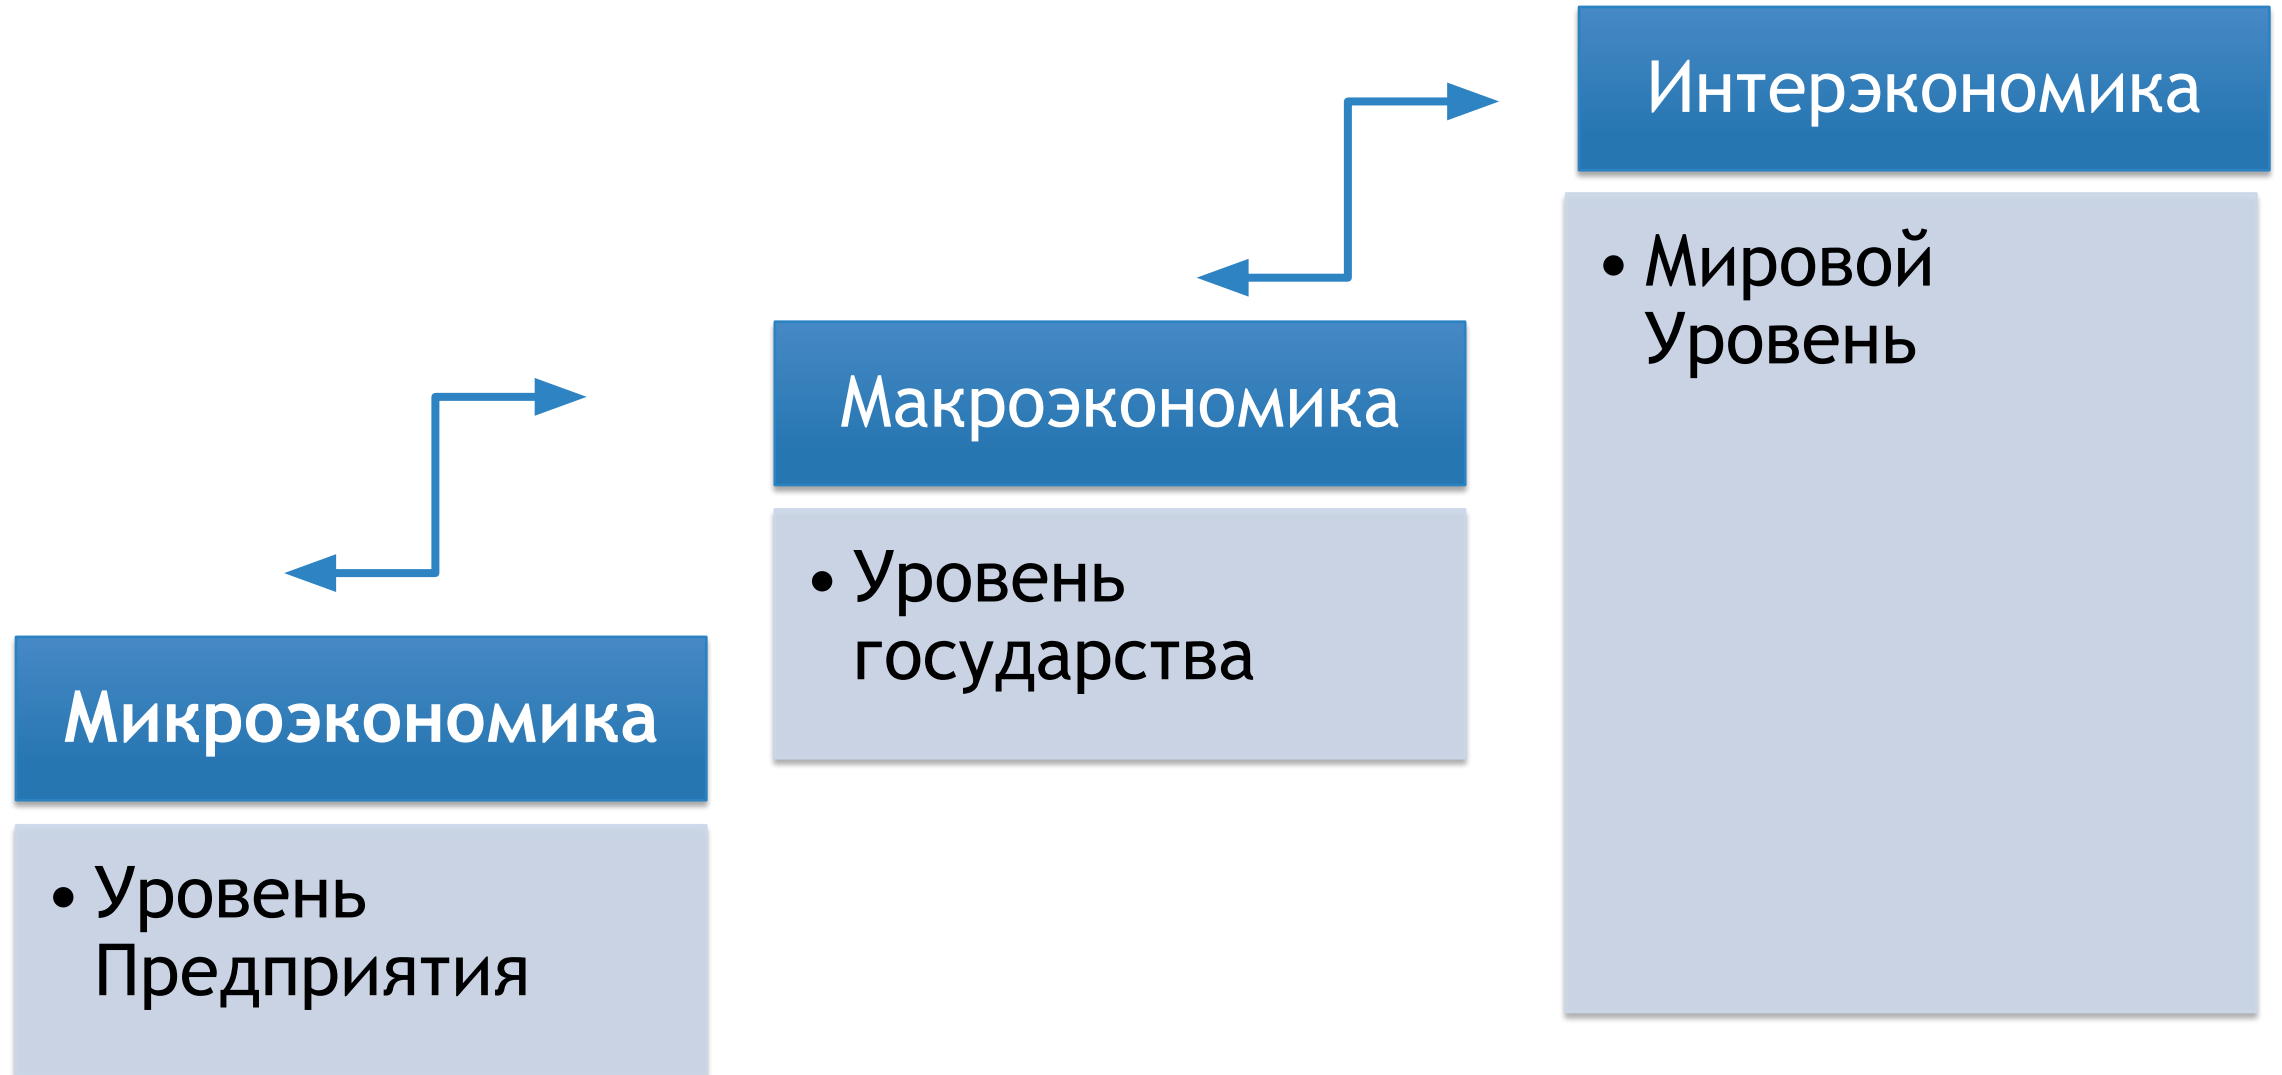 Интерэкономика
• Мировой
Уровень
Макроэкономика
• Уровень
государства
Микроэкономика
• Уровень
Предприятия